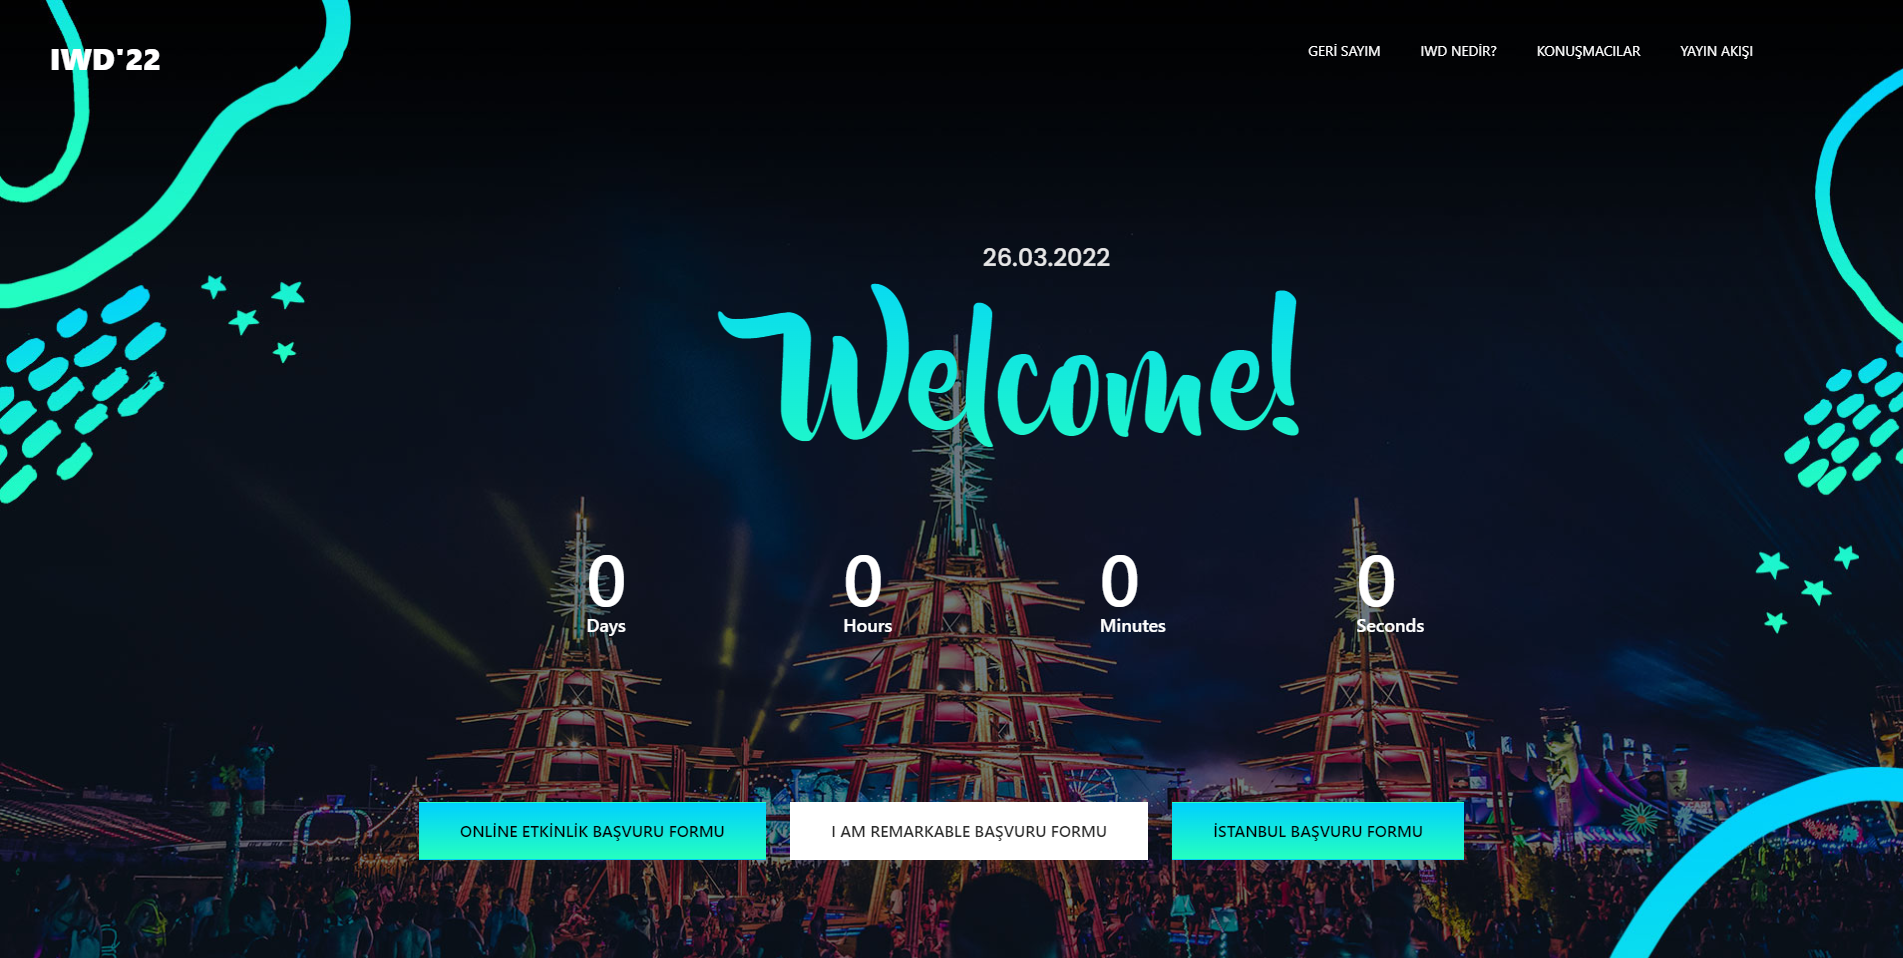 IWD'22
GERİ SAYIM
IWD NEDİR?
KONUŞMACILAR
YAYIN AKIŞI
26.03.2022
Welcome!
0 0 0 0
Days Hours Minutes Seconds
ONLİNE ETKİNLİK BAŞVURU FORMU
I AM REMARKABLE BAŞVURU FORMU
İSTANBUL BAŞVURU FORMU